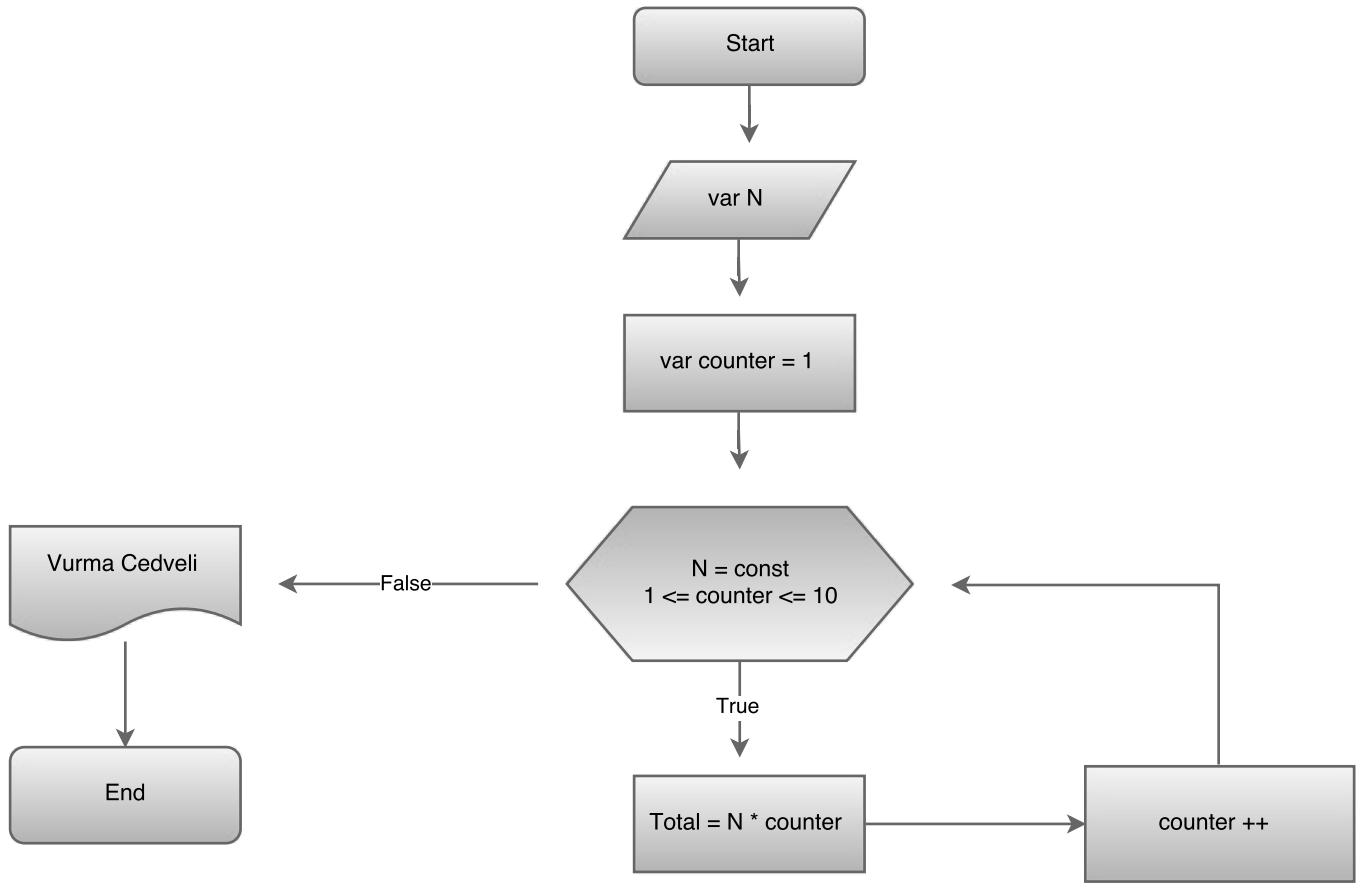 Start
var N
var counter = 1
N = const
1 <= counter <= 10
False
Vurma Cedveli
True
End
Total = N * counter
counter ++